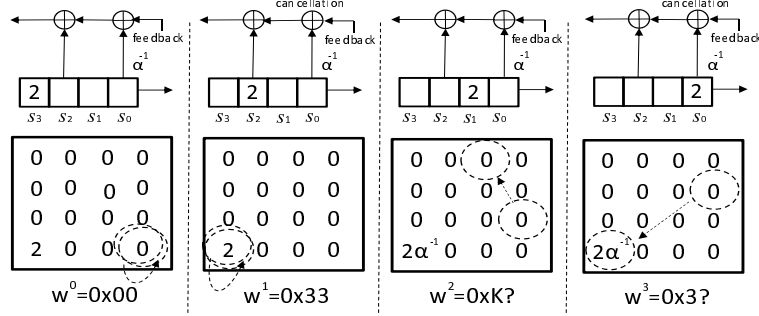 cancellation cancellation
feedback feedback feedback feedback
α⁻¹ α⁻¹ α⁻¹ α⁻¹
2 2 2 2
S₃ S₂ S₁ S₀ S₃ S₂ S₁ S₀ S₃ S₂ S₁ S₀ S₃ S₂ S₁ S₀
0 0 0 0 0 0 0 0 0 0 0 0 0 0 0 0
0 0 0 0 0 0 0 0 0 0 0 0 0 0 0 0
0 0 0 0 0 0 0 0 0 0 0 0 0 0 0 0
2 0 0 0 2 0 0 0 2α⁻¹ 0 0 0 2α⁻¹ 0 0 0
w⁰=0x00 w¹=0x33 w²=0xK? w³=0x3?